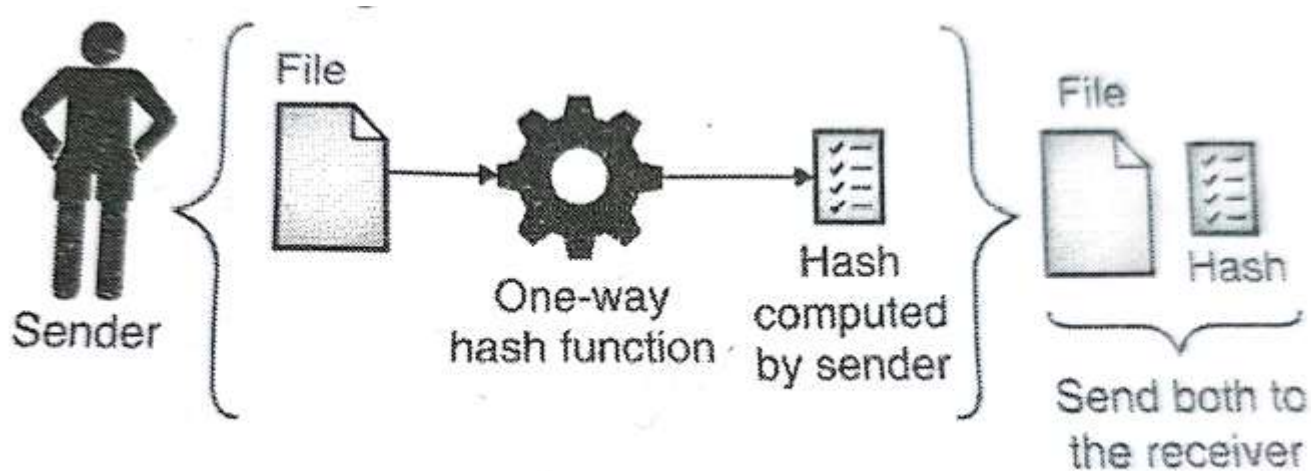 File
Sender
One-way
hash function
Hash
computed
by sender
File
Hash
Send both to
the receiver